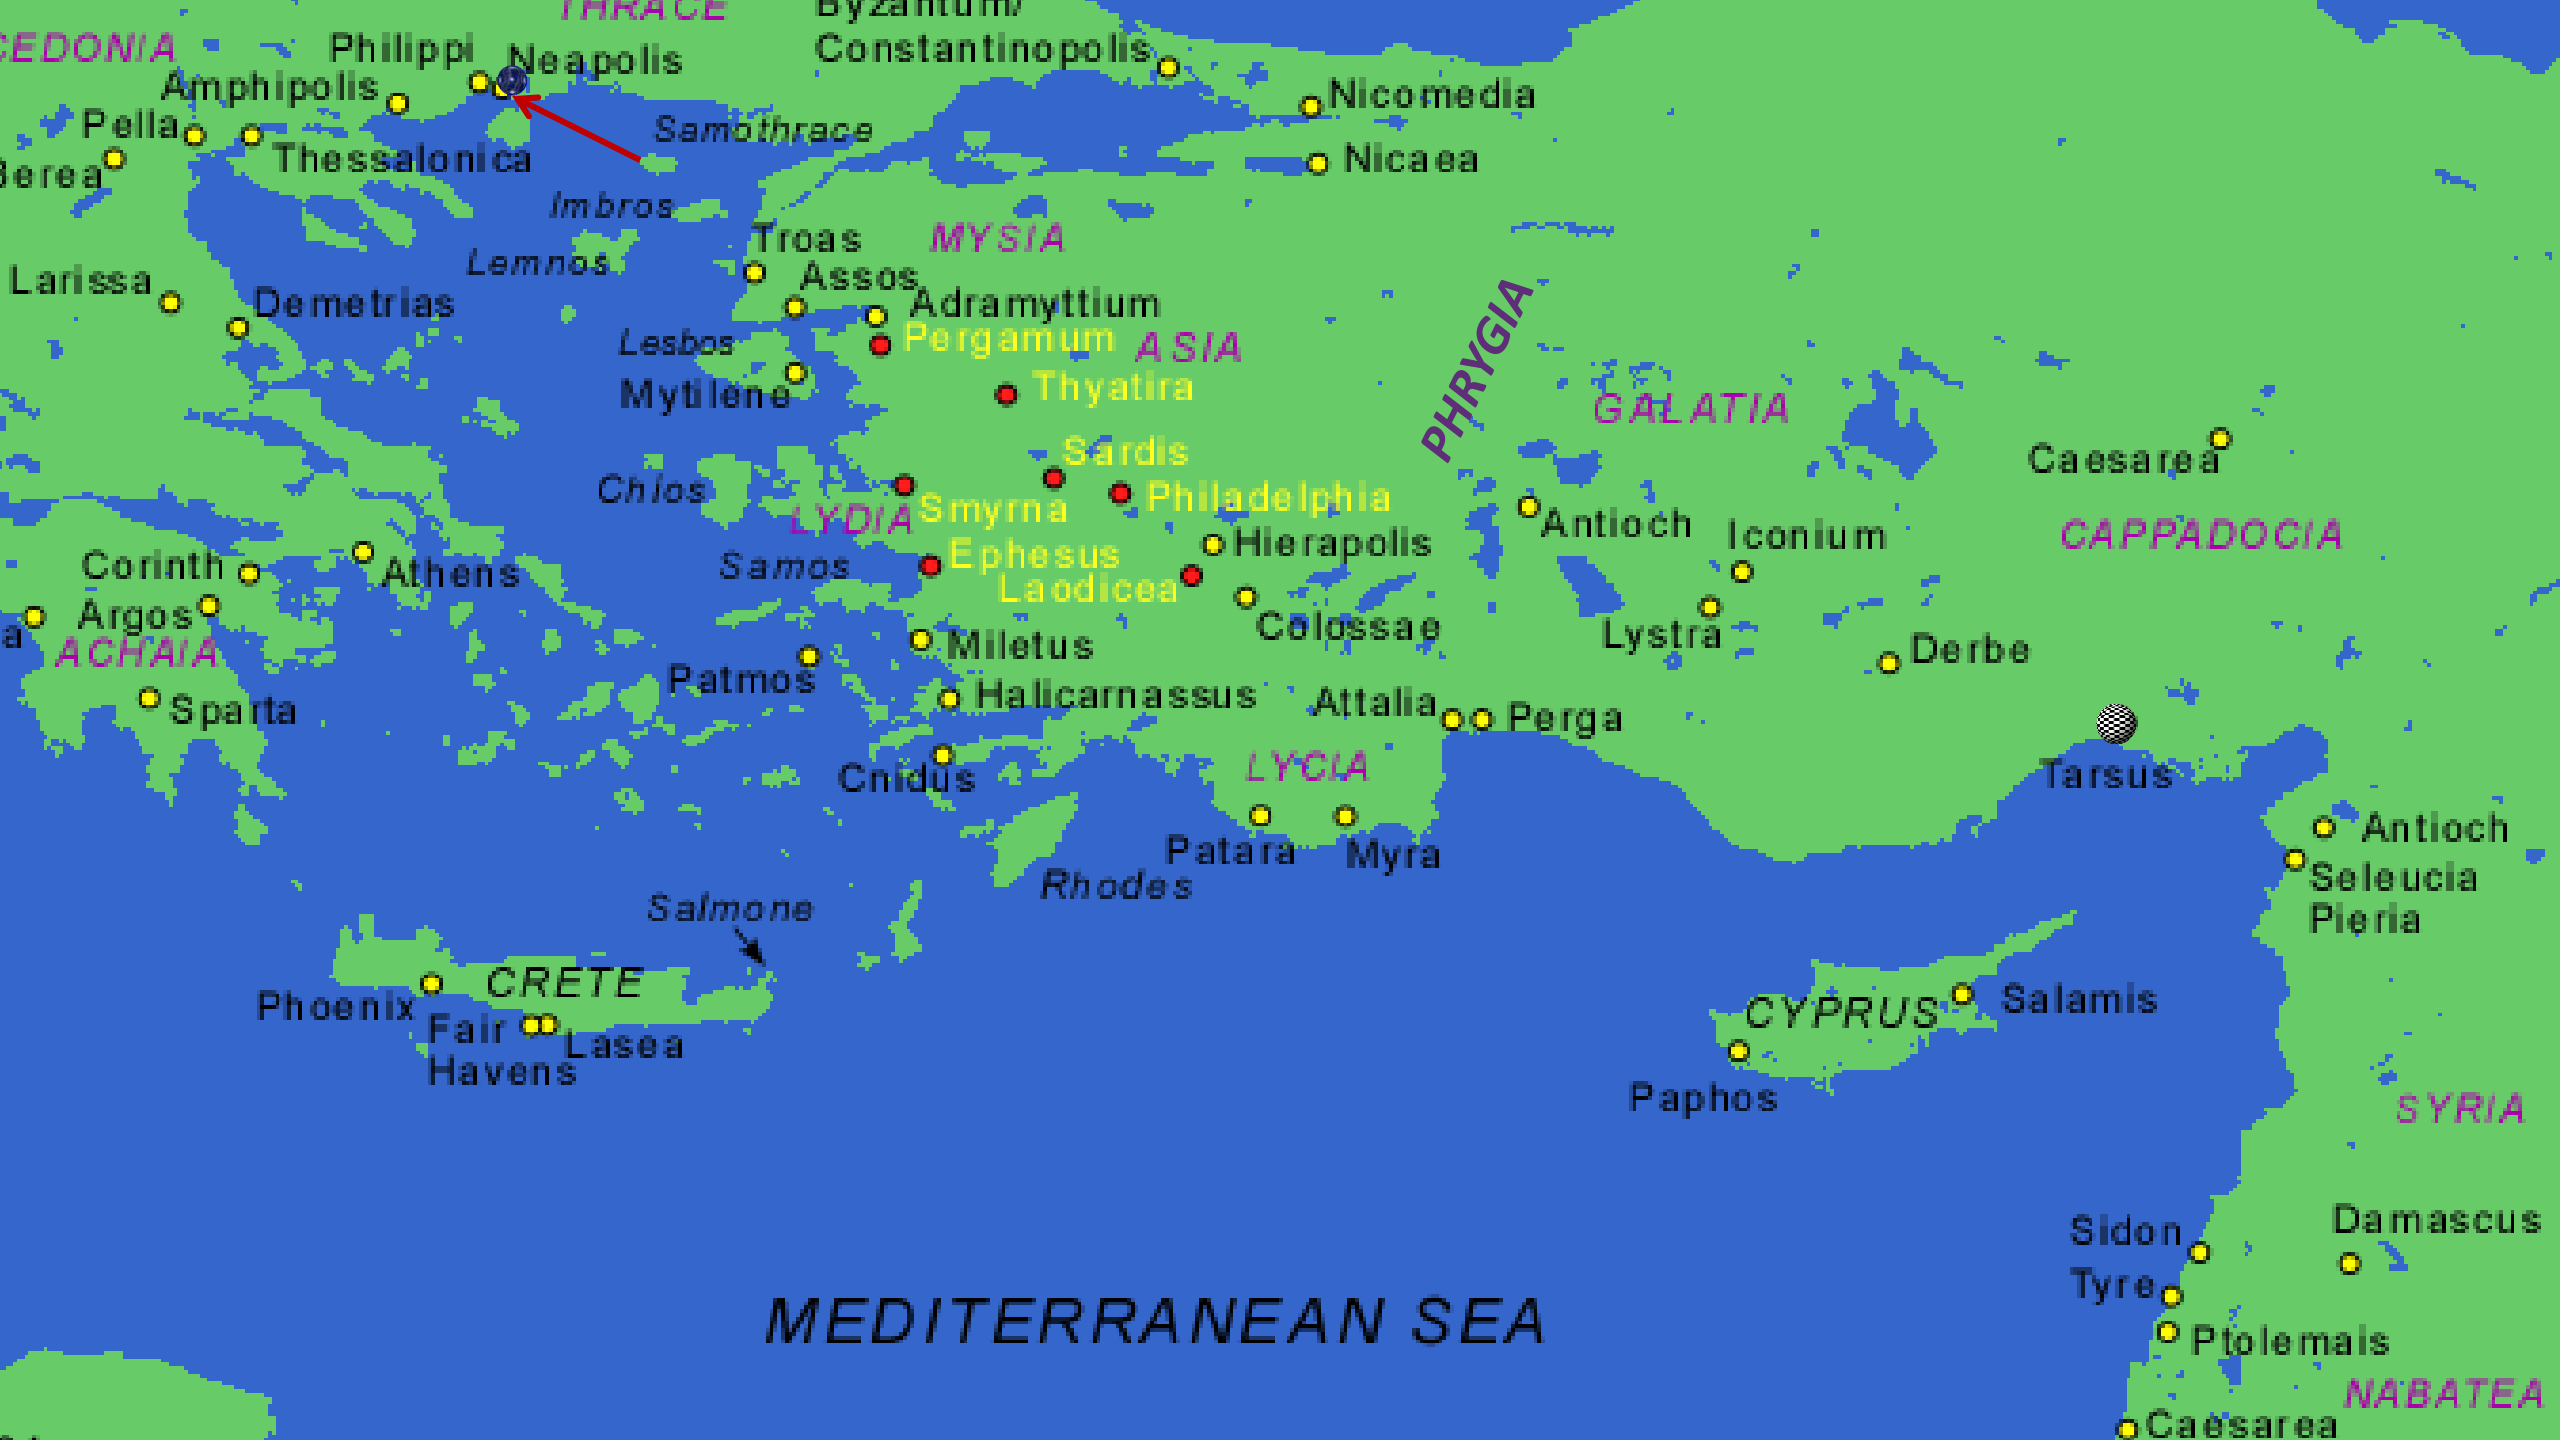 THRACE
Byzantum/
Constantinopolis
CEDONIA
Philippi
Neapolis
Amphipolis
Nicomedia
Pella
Samothrace
Thessalonica
Nicaea
Berea
Imbros
Troas
MYSIA
Lemnos
Larissa
Assos
Demetrias
Adramyttium
PHRYGIA
Lesbos
Pergamum
ASIA
Mytilene
Thyatira
GALATIA
Sardis
Caesarea
Chios
Smyrna
Philadelphia
LYDIA
Antioch
Iconium
CAPPADOCIA
Hierapolis
Corinth
Athens
Samos
Ephesus
Laodicea
Argos
a
Colossae
Lystra
ACHAIA
Miletus
Derbe
Patmos
Halicarnassus
Attalia
Perga
Sparta
Cnidus
LYCIA
Tarsus
Patara
Myra
Antioch
Rhodes
Seleucia
Pieria
Salmone
CRETE
Phoenix
Fair
Havens
Lasea
CYPRUS
Salamis
Paphos
SYRIA
Sidon
Damascus
Tyre
MEDITERRANEAN SEA
Ptolemais
NABATEA
Caesarea